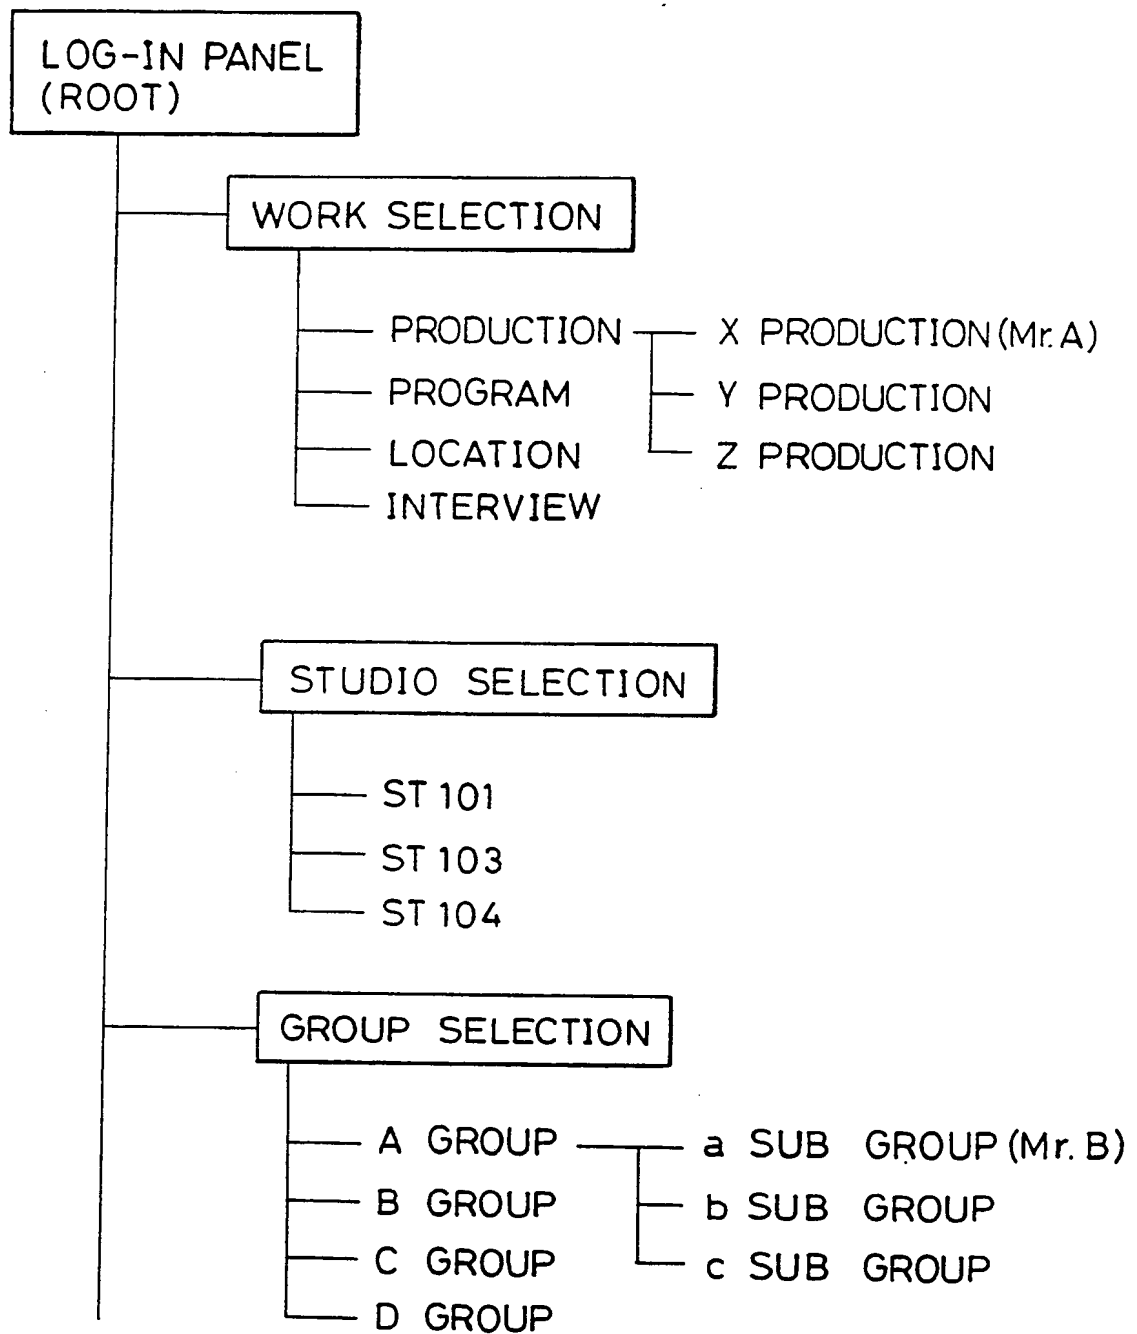 LOG-IN PANEL
(ROOT)
WORK SELECTION
PRODUCTION
X PRODUCTION (Mr. A)
PROGRAM
Y PRODUCTION
LOCATION
Z PRODUCTION
INTERVIEW
STUDIO SELECTION
ST 101
ST 103
ST 104
GROUP SELECTION
A GROUP
a SUB GROUP (Mr. B)
B GROUP
b SUB GROUP
C GROUP
c SUB GROUP
D GROUP